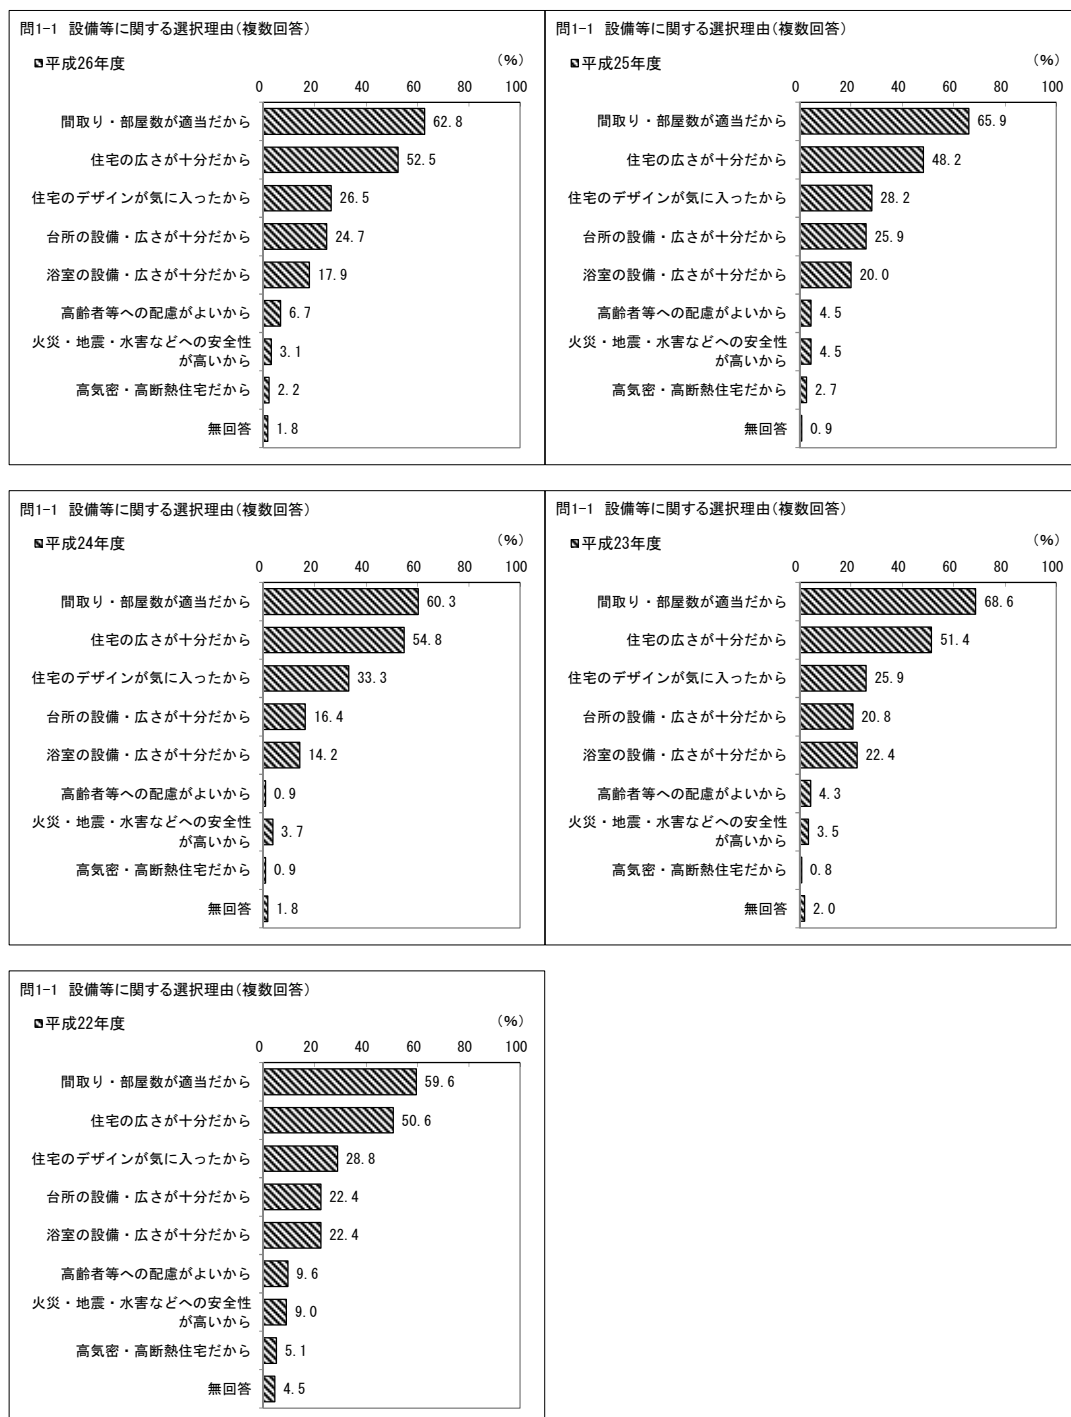 問1-1 設備等に関する選択理由(複数回答)
平成26年度
(%)
0 20 40 60 80 100
間取り・部屋数が適当だから 62.8
住宅の広さが十分だから 52.5
住宅のデザインが気に入ったから 26.5
台所の設備・広さが十分だから 24.7
浴室の設備・広さが十分だから 17.9
高齢者等への配慮がよいから 6.7
火災・地震・水害などへの安全性
が高いから 3.1
高気密・高断熱住宅だから 2.2
無回答 1.8
問1-1 設備等に関する選択理由(複数回答)
平成25年度
(%)
0 20 40 60 80 100
間取り・部屋数が適当だから 65.9
住宅の広さが十分だから 48.2
住宅のデザインが気に入ったから 28.2
台所の設備・広さが十分だから 25.9
浴室の設備・広さが十分だから 20.0
高齢者等への配慮がよいから 4.5
火災・地震・水害などへの安全性
が高いから 4.5
高気密・高断熱住宅だから 2.7
無回答 0.9
問1-1 設備等に関する選択理由(複数回答)
平成24年度
(%)
0 20 40 60 80 100
間取り・部屋数が適当だから 60.3
住宅の広さが十分だから 54.8
住宅のデザインが気に入ったから 33.3
台所の設備・広さが十分だから 16.4
浴室の設備・広さが十分だから 14.2
高齢者等への配慮がよいから 0.9
火災・地震・水害などへの安全性
が高いから 3.7
高気密・高断熱住宅だから 0.9
無回答 1.8
問1-1 設備等に関する選択理由(複数回答)
平成23年度
(%)
0 20 40 60 80 100
間取り・部屋数が適当だから 68.6
住宅の広さが十分だから 51.4
住宅のデザインが気に入ったから 25.9
台所の設備・広さが十分だから 20.8
浴室の設備・広さが十分だから 22.4
高齢者等への配慮がよいから 4.3
火災・地震・水害などへの安全性
が高いから 3.5
高気密・高断熱住宅だから 0.8
無回答 2.0
問1-1 設備等に関する選択理由(複数回答)
平成22年度
(%)
0 20 40 60 80 100
間取り・部屋数が適当だから 59.6
住宅の広さが十分だから 50.6
住宅のデザインが気に入ったから 28.8
台所の設備・広さが十分だから 22.4
浴室の設備・広さが十分だから 22.4
高齢者等への配慮がよいから 9.6
火災・地震・水害などへの安全性
が高いから 9.0
高気密・高断熱住宅だから 5.1
無回答 4.5